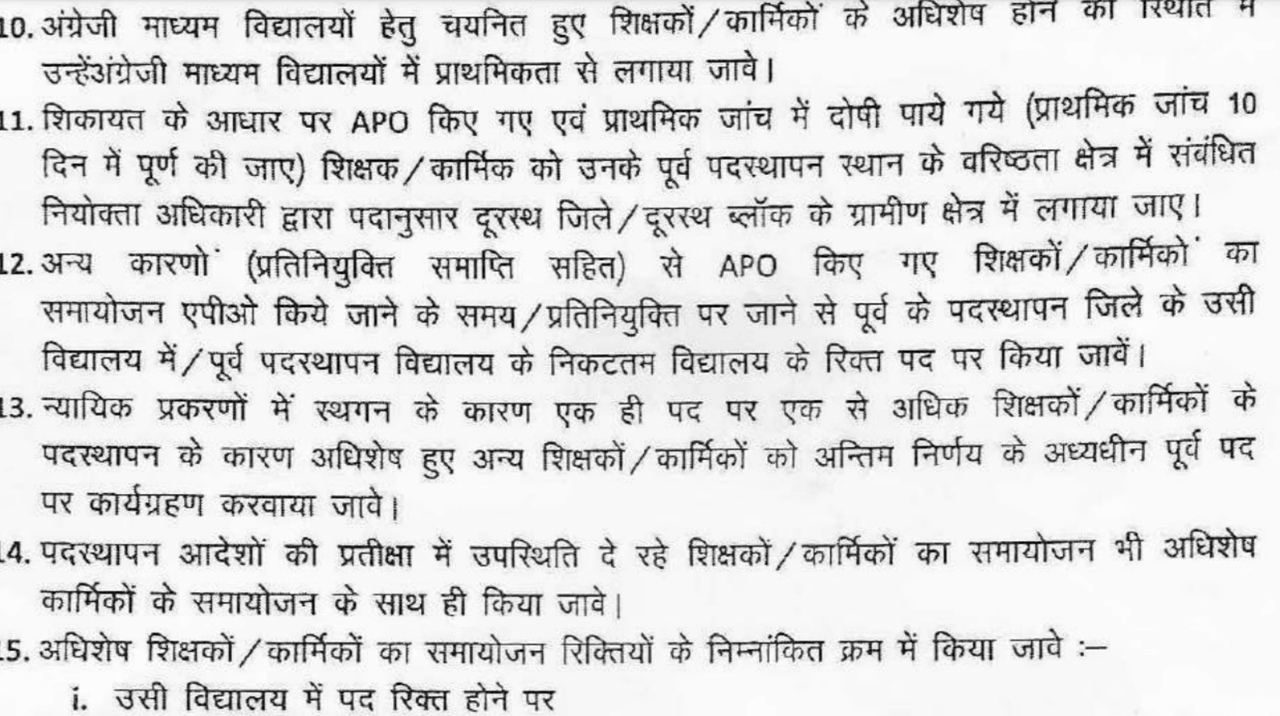 10. अंग्रेजी माध्यम विद्यालयों हेतु चयनित हुए शिक्षकों/कार्मिकों के अधिशेष होने की स्थिति में
उन्हेंअंग्रेजी माध्यम विद्यालयों में प्राथमिकता से लगाया जावे।
11. शिकायत के आधार पर APO किए गए एवं प्राथमिक जांच में दोषी पाये गये (प्राथमिक जांच 10
दिन में पूर्ण की जाए) शिक्षक/कार्मिक को उनके पूर्व पदस्थापन स्थान के वरिष्ठता क्षेत्र में संबंधित
नियोक्ता अधिकारी द्वारा पदानुसार दूरस्थ जिले/दूरस्थ ब्लॉक के ग्रामीण क्षेत्र में लगाया जाए।
12. अन्य कारणों (प्रतिनियुक्ति समाप्ति सहित) से APO किए गए शिक्षकों/कार्मिकों का
समायोजन एपीओ किये जाने के समय/प्रतिनियुक्ति पर जाने से पूर्व के पदस्थापन जिले के उसी
विद्यालय में/पूर्व पदस्थापन विद्यालय के निकटतम विद्यालय के रिक्त पद पर किया जावें।
13. न्यायिक प्रकरणों में स्थगन के कारण एक ही पद पर एक से अधिक शिक्षकों/कार्मिकों के
पदस्थापन के कारण अधिशेष हुए अन्य शिक्षकों/कार्मिकों को अन्तिम निर्णय के अध्यधीन पूर्व पद
पर कार्यग्रहण करवाया जावे।
14. पदस्थापन आदेशों की प्रतीक्षा में उपस्थिति दे रहे शिक्षकों/कार्मिकों का समायोजन भी अधिशेष
कार्मिकों के समायोजन के साथ ही किया जावे।
15. अधिशेष शिक्षकों/कार्मिकों का समायोजन रिक्तियों के निम्नांकित क्रम में किया जावे :–
i. उसी विद्यालय में पद रिक्त होने पर